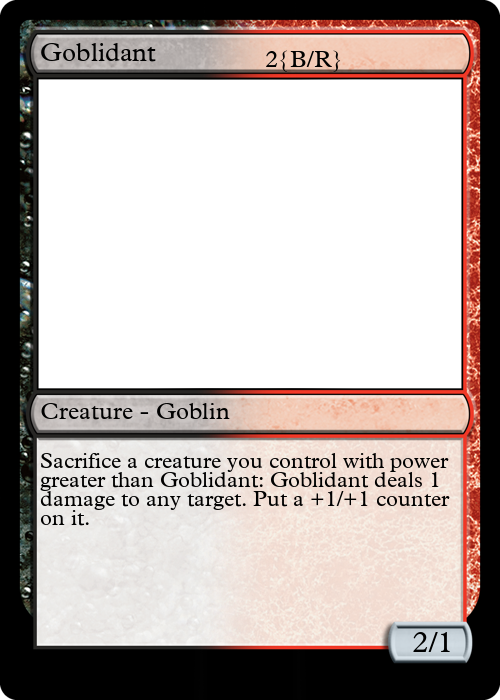 Goblidant 2{B/R}
Creature - Goblin
Sacrifice a creature you control with power
greater than Goblidant: Goblidant deals 1
damage to any target. Put a +1/+1 counter
on it.
2/1